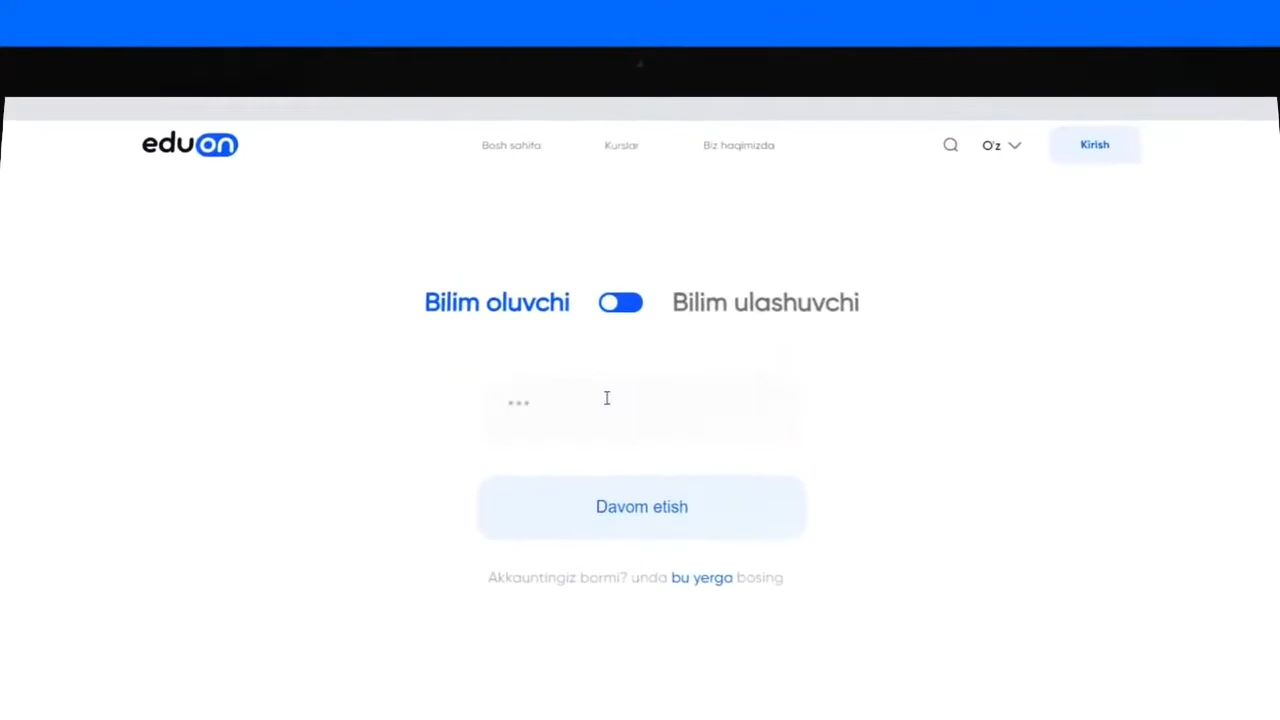 eduon
Bosh sahifa
Kurslar
Biz haqimizda
O'z
Kirish
Bilim oluvchi
Bilim ulashuvchi
***
Davom etish
Akkauntingiz bormi? unda bu yerga bosing